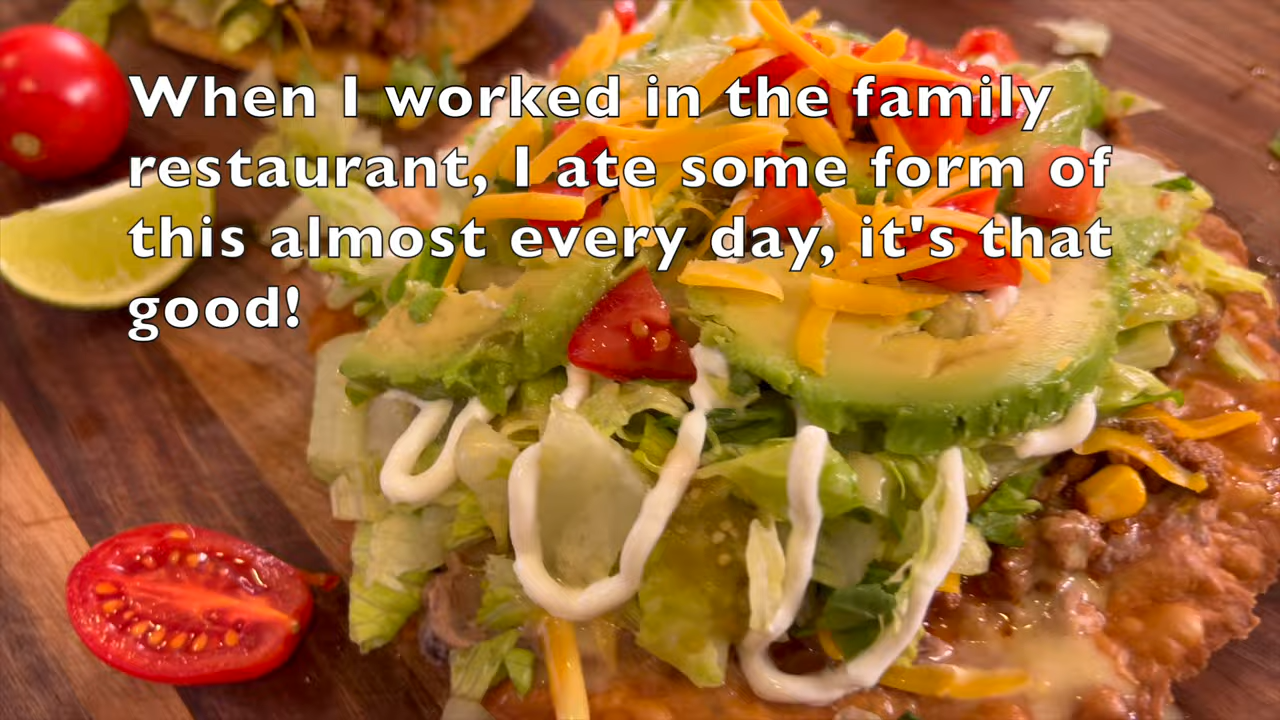 When I worked in the family
restaurant, I ate some form of
this almost every day, it's that
good!